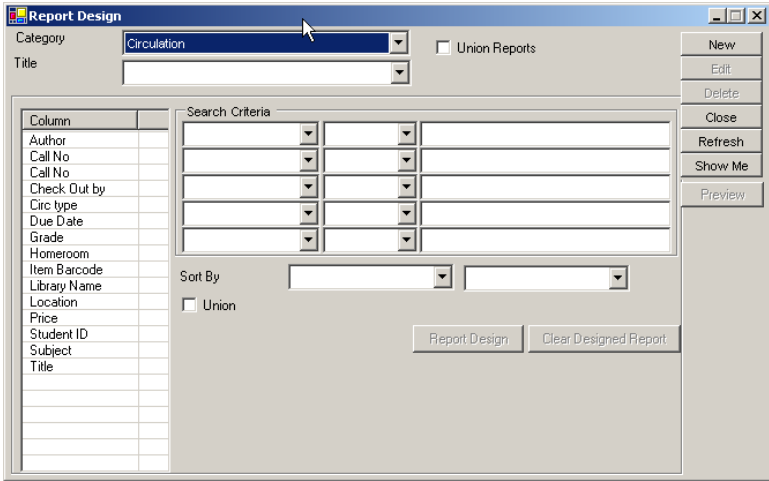 Report Design
Category
Circulation
Union Reports
Title
New
Edit
Delete
Close
Refresh
Show Me
Preview
Column
Author
Call No
Call No
Check Out by
Circ type
Due Date
Grade
Homeroom
Item Barcode
Library Name
Location
Price
Student ID
Subject
Title
Search Criteria
Sort By
Union
Report Design
Clear Designed Report